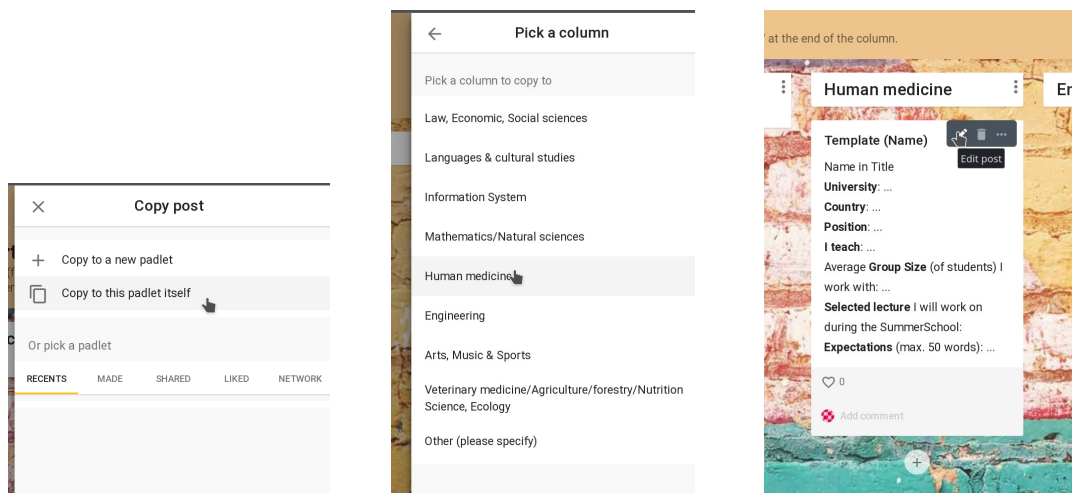 Copy post
Copy to a new padlet
Copy to this padlet itself
Or pick a padlet
RECENTS MADE SHARED LIKED NETWORK
Pick a column
Pick a column to copy to
Law, Economic, Social sciences
Languages & cultural studies
Information System
Mathematics/Natural sciences
Human medicine
Engineering
Arts, Music & Sports
Veterinary medicine/Agriculture/forestry/Nutrition
Science, Ecology
Other (please specify)
at the end of the column.
Human medicine
Er
Template (Name)
Edit post
Name in Title
University: ...
Country: ...
Position: ...
I teach: ...
Average Group Size (of students) I
work with: ...
Selected lecture I will work on
during the SummerSchool:
Expectations (max. 50 words): ...
0
Add comment